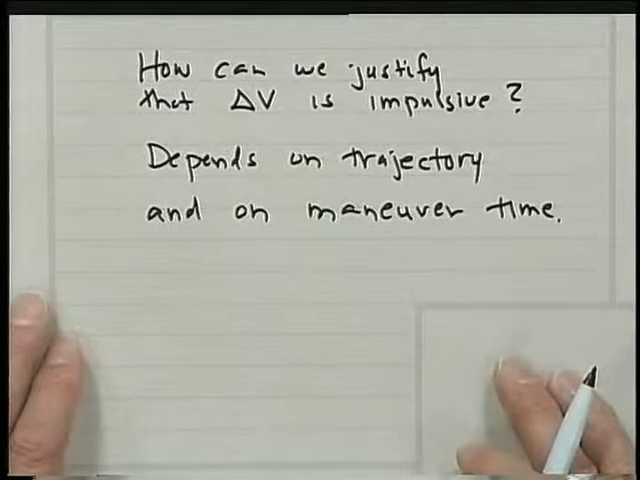 How can we justify
that ΔV is impulsive?
Depends on trajectory
and on maneuver time.